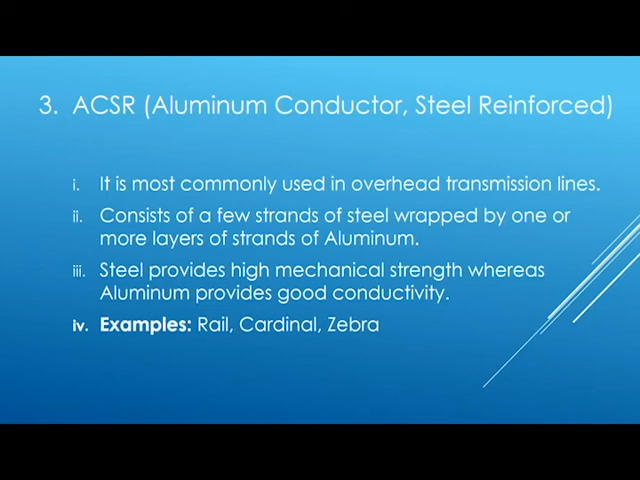 3. ACSR (Aluminum Conductor, Steel Reinforced)
i. It is most commonly used in overhead transmission lines.
ii. Consists of a few strands of steel wrapped by one or
more layers of strands of Aluminum.
iii. Steel provides high mechanical strength whereas
Aluminum provides good conductivity.
iv. Examples: Rail, Cardinal, Zebra